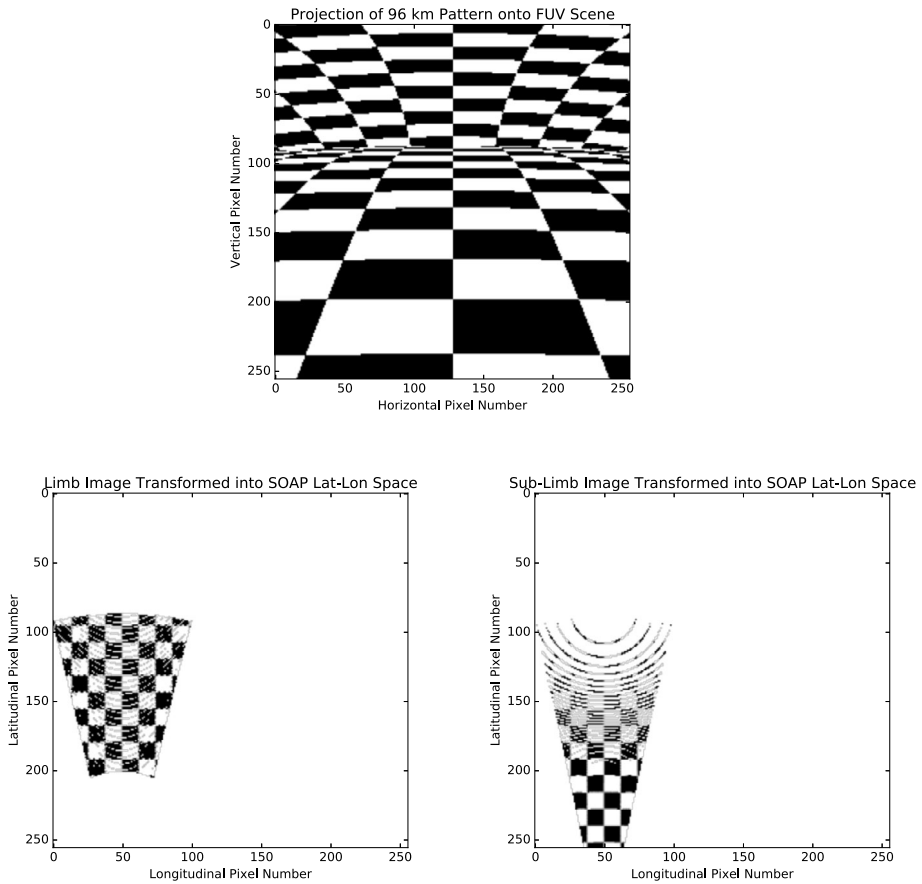 Projection of 96 km Pattern onto FUV Scene
0
50
100
150
200
250
Vertical Pixel Number
0 50 100 150 200 250
Horizontal Pixel Number
Limb Image Transformed into SOAP Lat-Lon Space
0
50
100
150
200
250
Latitudinal Pixel Number
0 50 100 150 200 250
Longitudinal Pixel Number
Sub-Limb Image Transformed into SOAP Lat-Lon Space
0
50
100
150
200
250
Latitudinal Pixel Number
0 50 100 150 200 250
Longitudinal Pixel Number